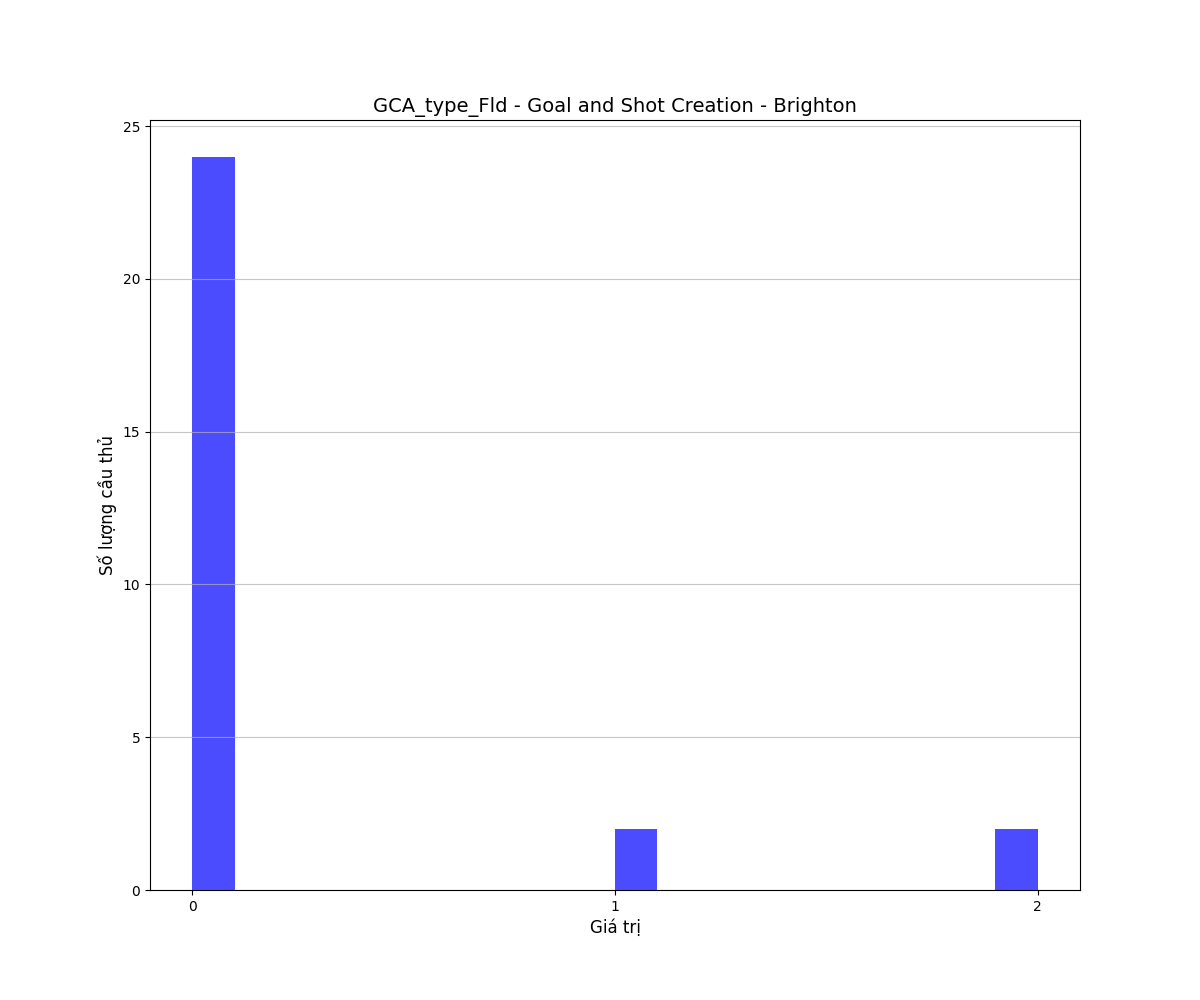 GCA_type_Fld - Goal and Shot Creation - Brighton
25
20
15
10
5
0
Số lượng cầu thủ
0 1 2
Giá trị